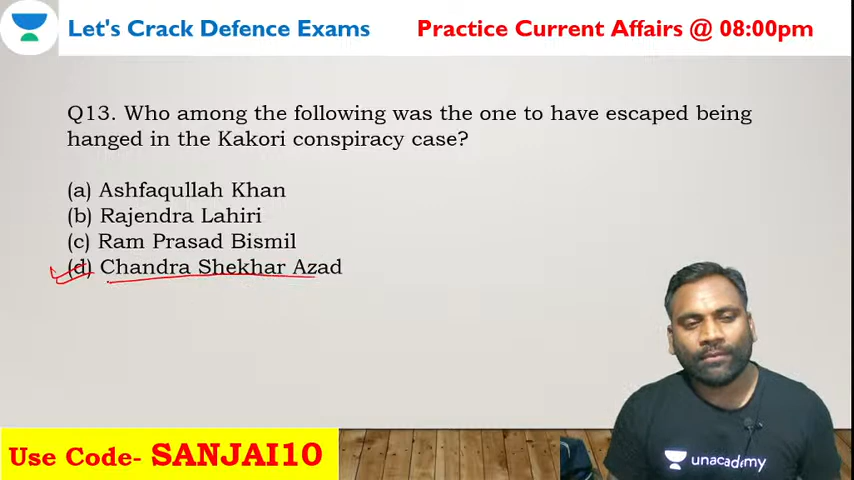 Let's Crack Defence Exams Practice Current Affairs @ 08:00pm
Q13. Who among the following was the one to have escaped being
hanged in the Kakori conspiracy case?
(a) Ashfaqullah Khan
(b) Rajendra Lahiri
(c) Ram Prasad Bismil
(d) Chandra Shekhar Azad
unacademy
Use Code- SANJAI10